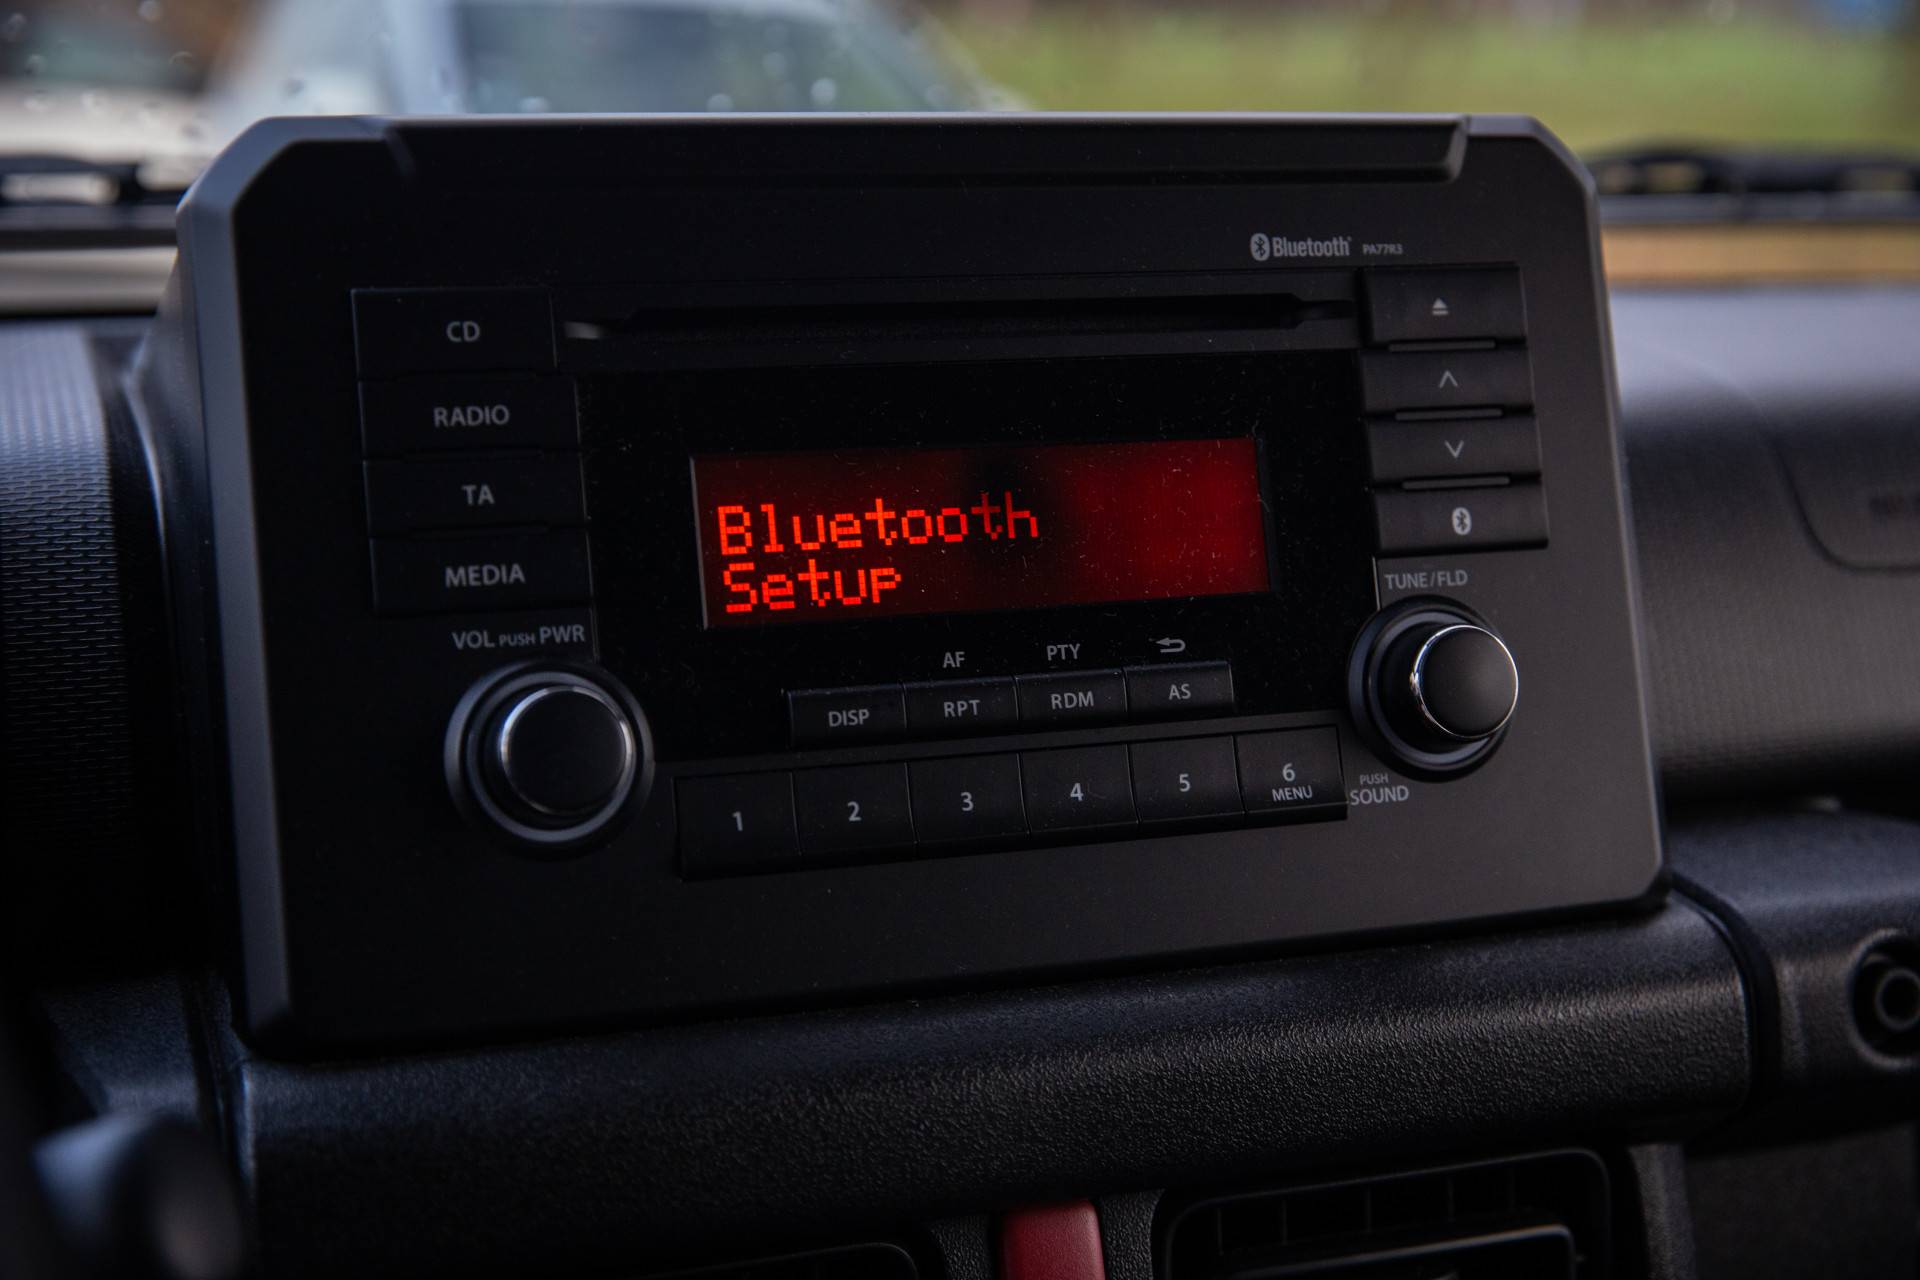 Bluetooth PA77R3
CD
RADIO
TA
MEDIA
VOL PUSH PWR
Bluetooth
Setup
TUNE/FLD
AF PTY
DISP RPT RDM AS
1 2 3 4 5 6
MENU
PUSH
SOUND